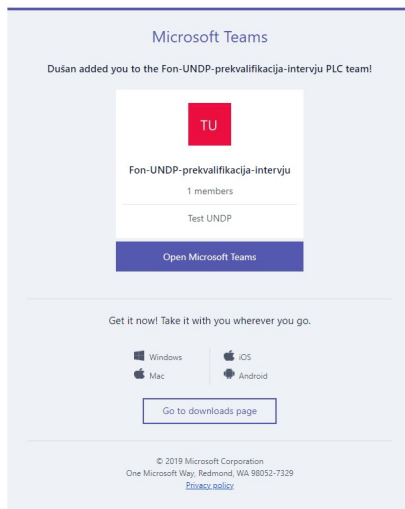 Microsoft Teams
Dušan added you to the Fon-UNDP-prekvalifikacija-intervju PLC team!
TU
Fon-UNDP-prekvalifikacija-intervju
1 members
Test UNDP
Open Microsoft Teams
Get it now! Take it with you wherever you go.
Windows
iOS
Mac
Android
Go to downloads page
© 2019 Microsoft Corporation
One Microsoft Way, Redmond, WA 98052-7329
Privacy policy